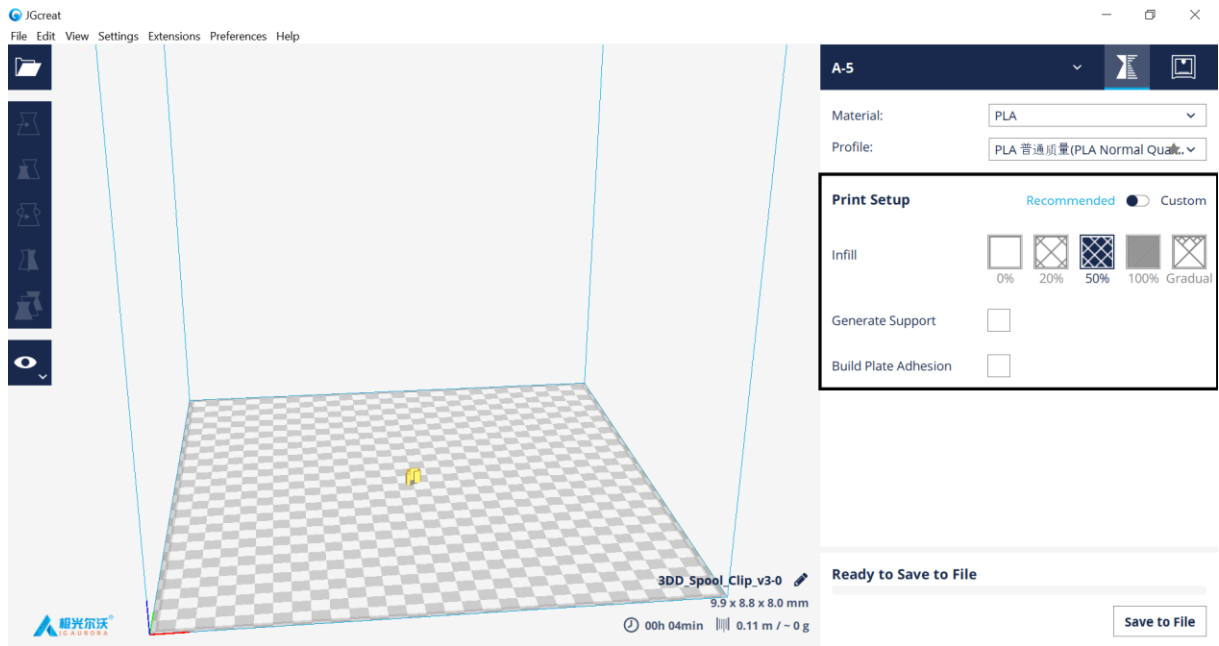 JGcreat
File Edit View Settings Extensions Preferences Help
A-5
Material: PLA
Profile: PLA 普通质量(PLA Normal Qual...
Print Setup Recommended Custom
Infill
0% 20% 50% 100% Gradual
Generate Support
Build Plate Adhesion
3DD_Spool_Clip_v3-0
9.9 x 8.8 x 8.0 mm
00h 04min 0.11 m / ~ 0 g
极光尔沃®
JGAURORA
Ready to Save to File
Save to File